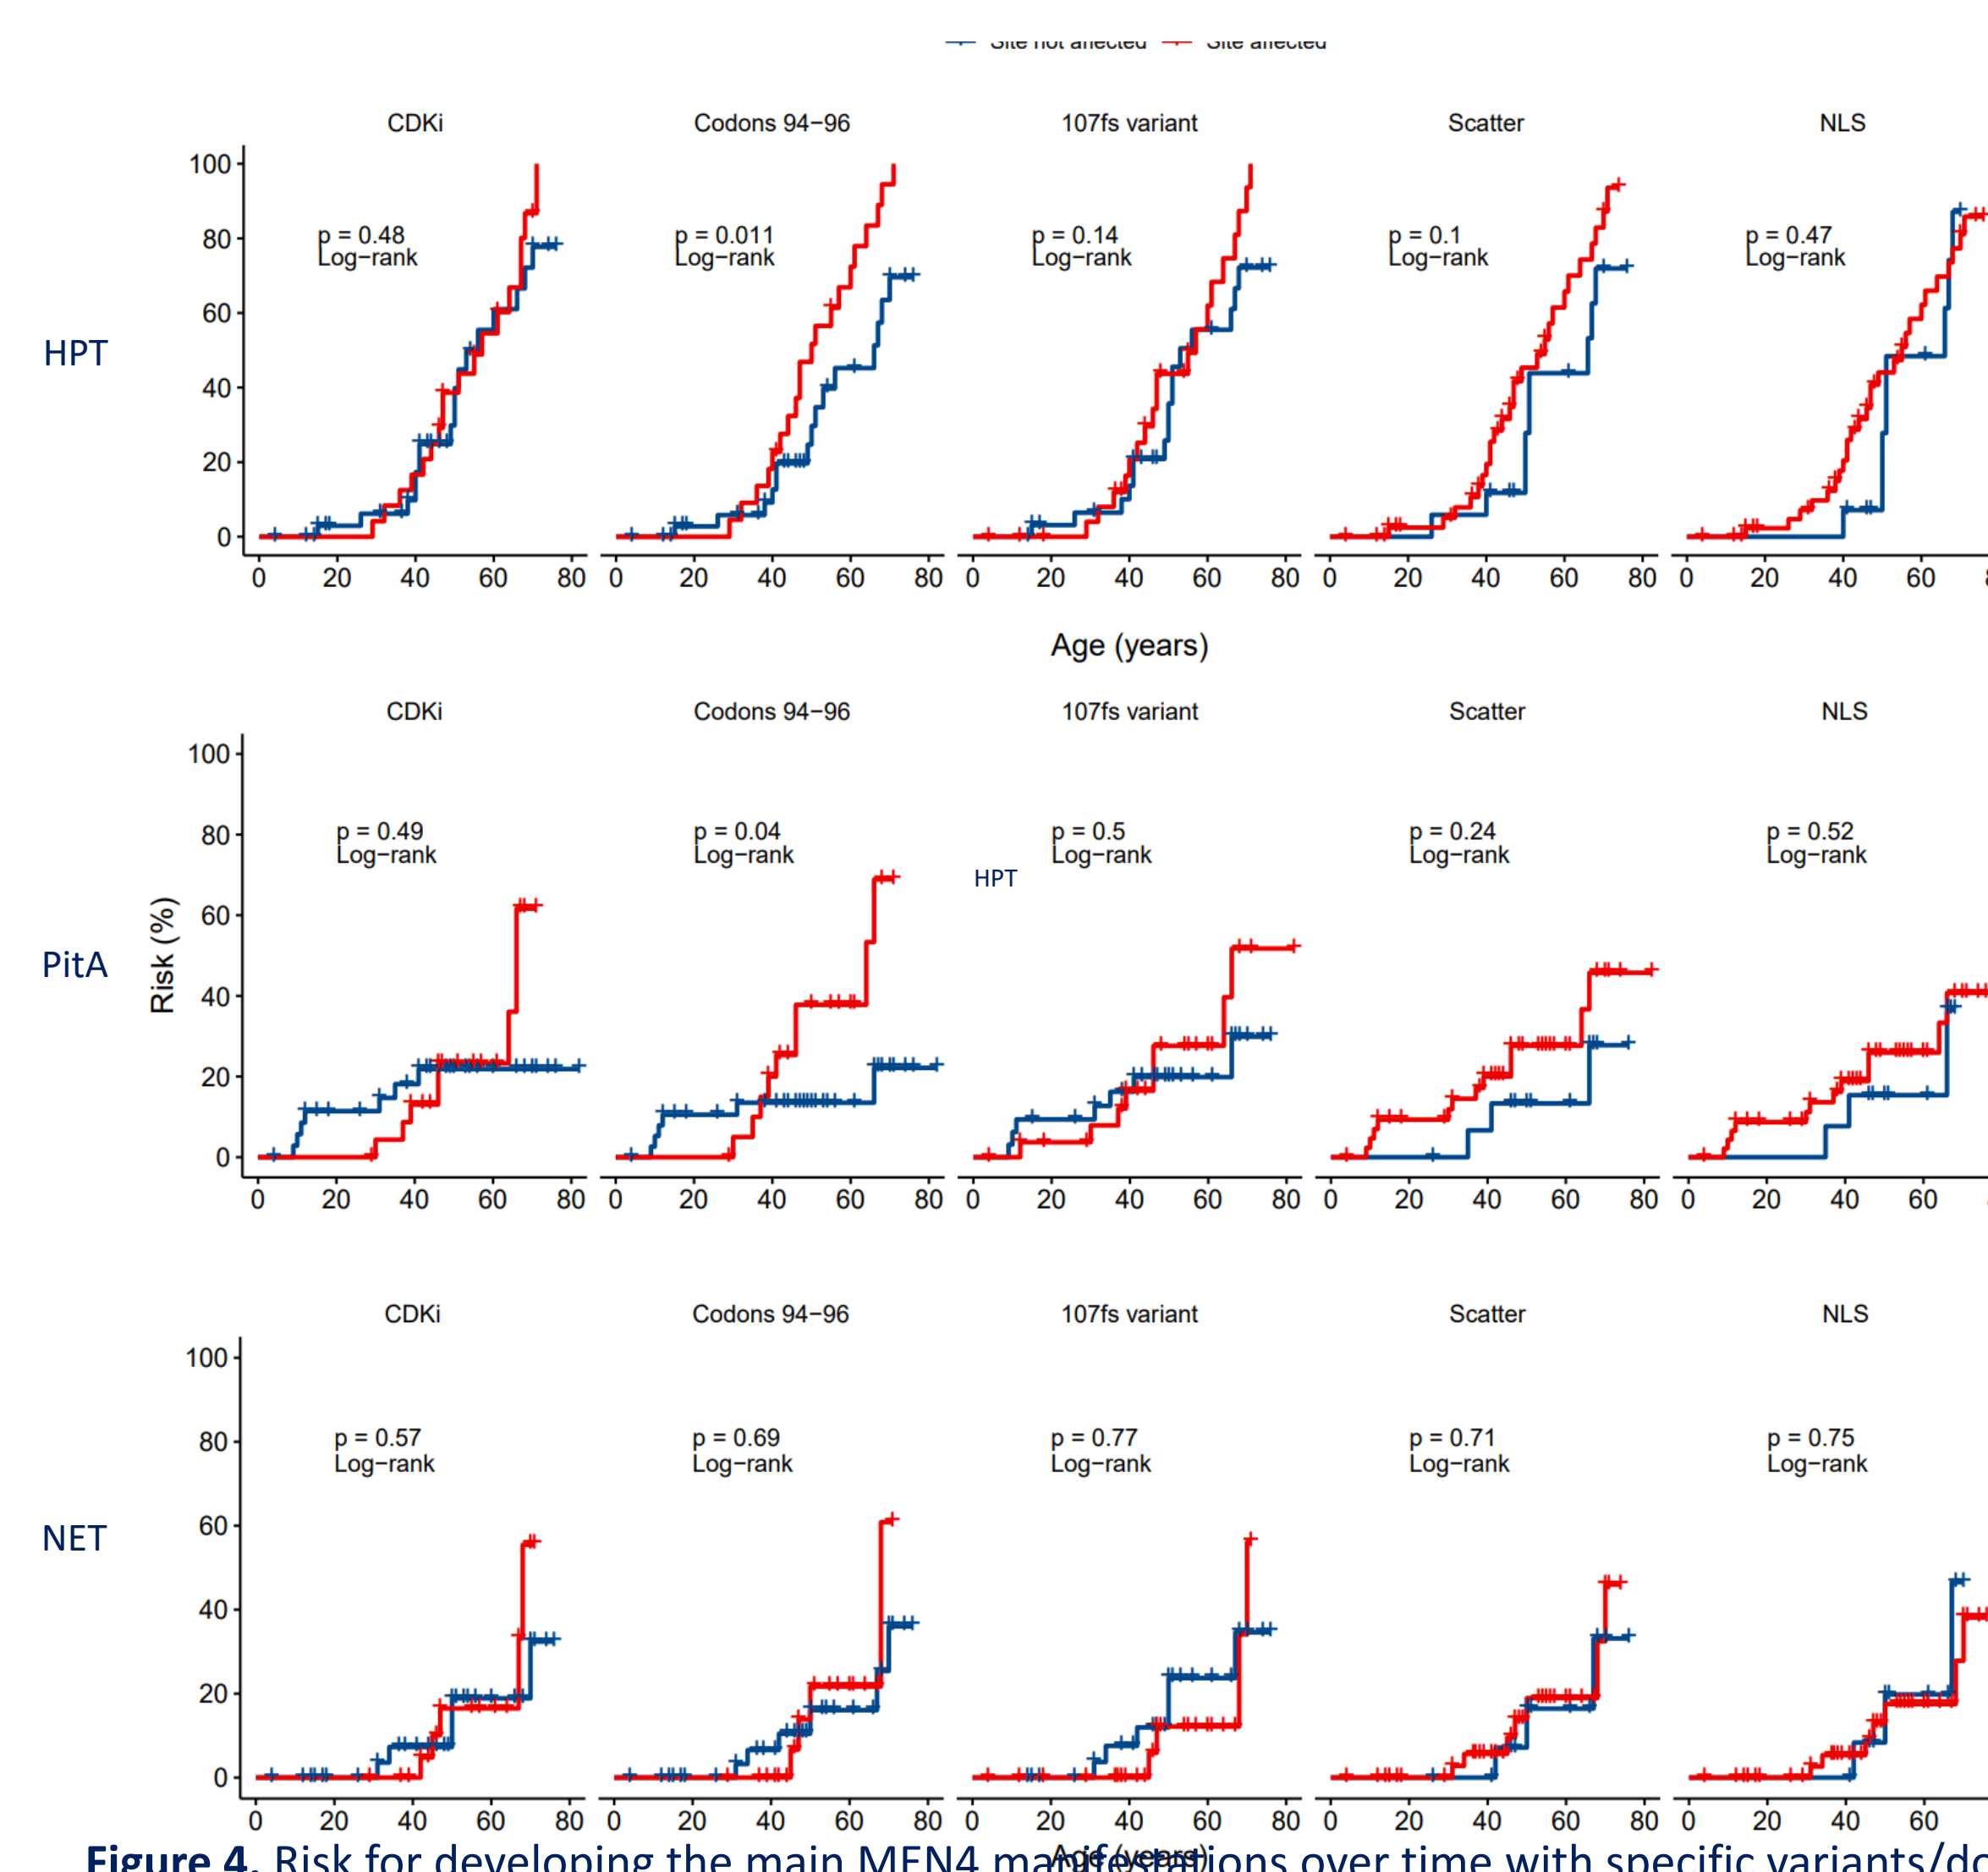 Site not affected Site affected
CDKi Codons 94−96 107fs variant Scatter NLS
100
80
60
40
20
0
p = 0.48
Log−rank
p = 0.011
Log−rank
p = 0.14
Log−rank
p = 0.1
Log−rank
p = 0.47
Log−rank
HPT
0 20 40 60 80 0 20 40 60 80 0 20 40 60 80 0 20 40 60 80 0 20 40 60
Age (years)
CDKi Codons 94−96 107fs variant Scatter NLS
100
80
60
40
20
0
p = 0.49
Log−rank
p = 0.04
Log−rank
p = 0.5
Log−rank
p = 0.24
Log−rank
p = 0.52
Log−rank
HPT
PitA
Risk (%)
0 20 40 60 80 0 20 40 60 80 0 20 40 60 80 0 20 40 60 80 0 20 40 60
CDKi Codons 94−96 107fs variant Scatter NLS
100
80
60
40
20
0
p = 0.57
Log−rank
p = 0.69
Log−rank
p = 0.77
Log−rank
p = 0.71
Log−rank
p = 0.75
Log−rank
NET
0 20 40 60 80 0 20 40 60 80 0 20 40 60 80 0 20 40 60 80 0 20 40 60
Age (years)
Figure 4. Risk for developing the main MEN4 manifestations over time with specific variants/do